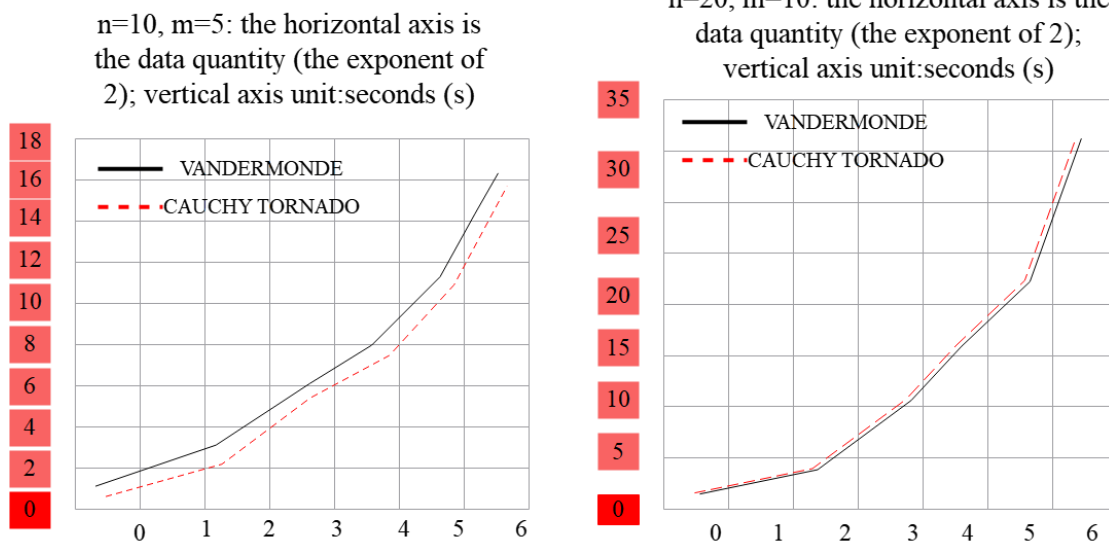 n=10, m=5: the horizontal axis is
the data quantity (the exponent of
2); vertical axis unit:seconds (s)
18
16
14
12
10
8
6
4
2
0
VANDERMONDE
CAUCHY TORNADO
0 1 2 3 4 5 6
n=20, m=10: the horizontal axis is the
data quantity (the exponent of 2);
vertical axis unit:seconds (s)
35
30
25
20
15
10
5
0
VANDERMONDE
CAUCHY TORNADO
0 1 2 3 4 5 6